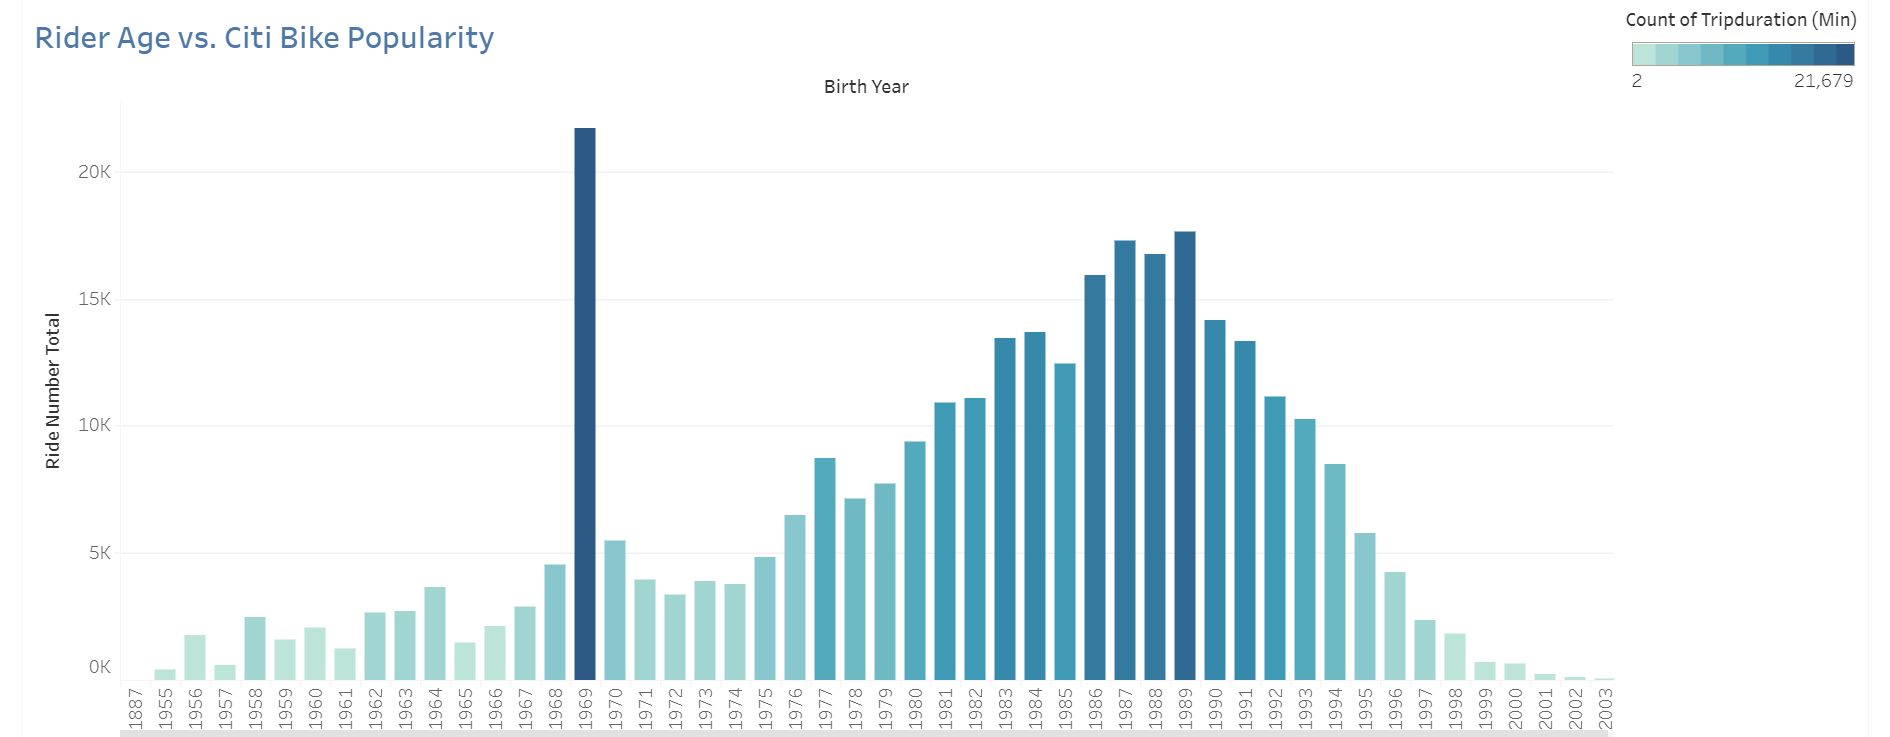 Rider Age vs. Citi Bike Popularity
Count of Tripduration (Min)
2 21,679
Birth Year
Ride Number Total
20K
15K
10K
5K
0K
1887 1955 1956 1957 1958 1959 1960 1961 1962 1963 1964 1965 1966 1967 1968 1969 1970 1971 1972 1973 1974 1975 1976 1977 1978 1979 1980 1981 1982 1983 1984 1985 1986 1987 1988 1989 1990 1991 1992 1993 1994 1995 1996 1997 1998 1999 2000 2001 2002 2003